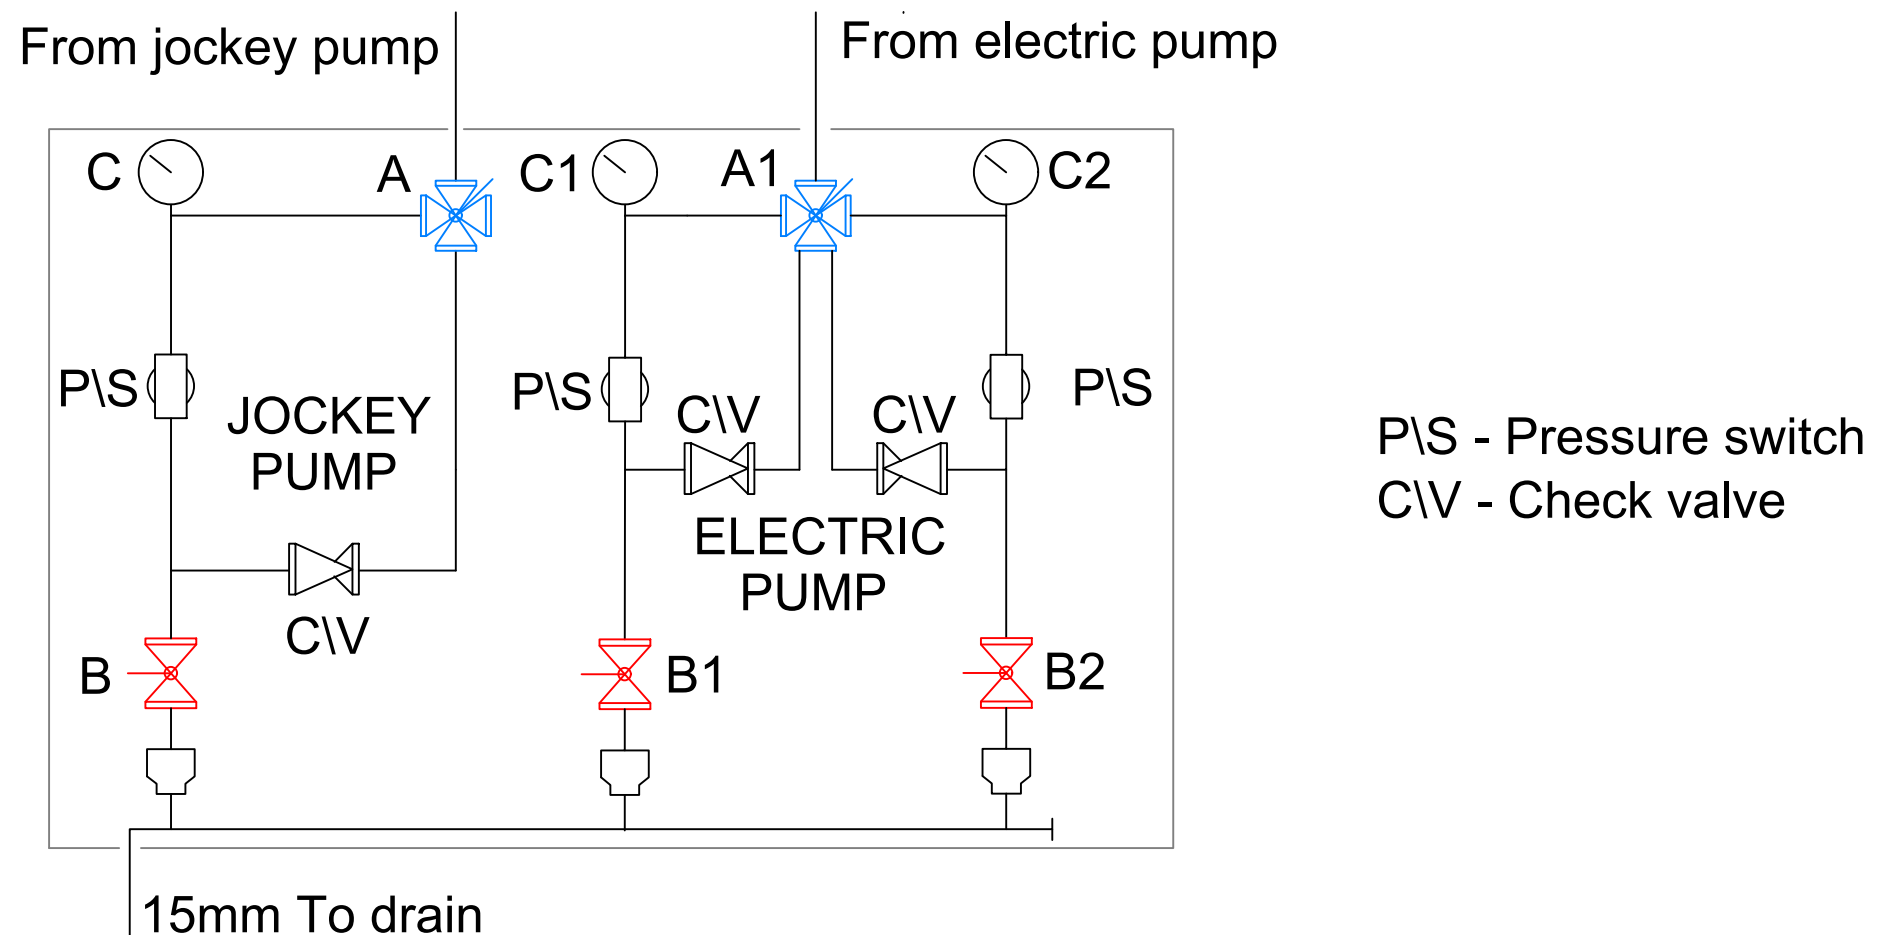 From jockey pump
From electric pump
C
A
C1
A1
C2
P\S
JOCKEY
PUMP
P\S
C\V
C\V
P\S
P\S - Pressure switch
C\V - Check valve
ELECTRIC
PUMP
C\V
B
B1
B2
15mm To drain